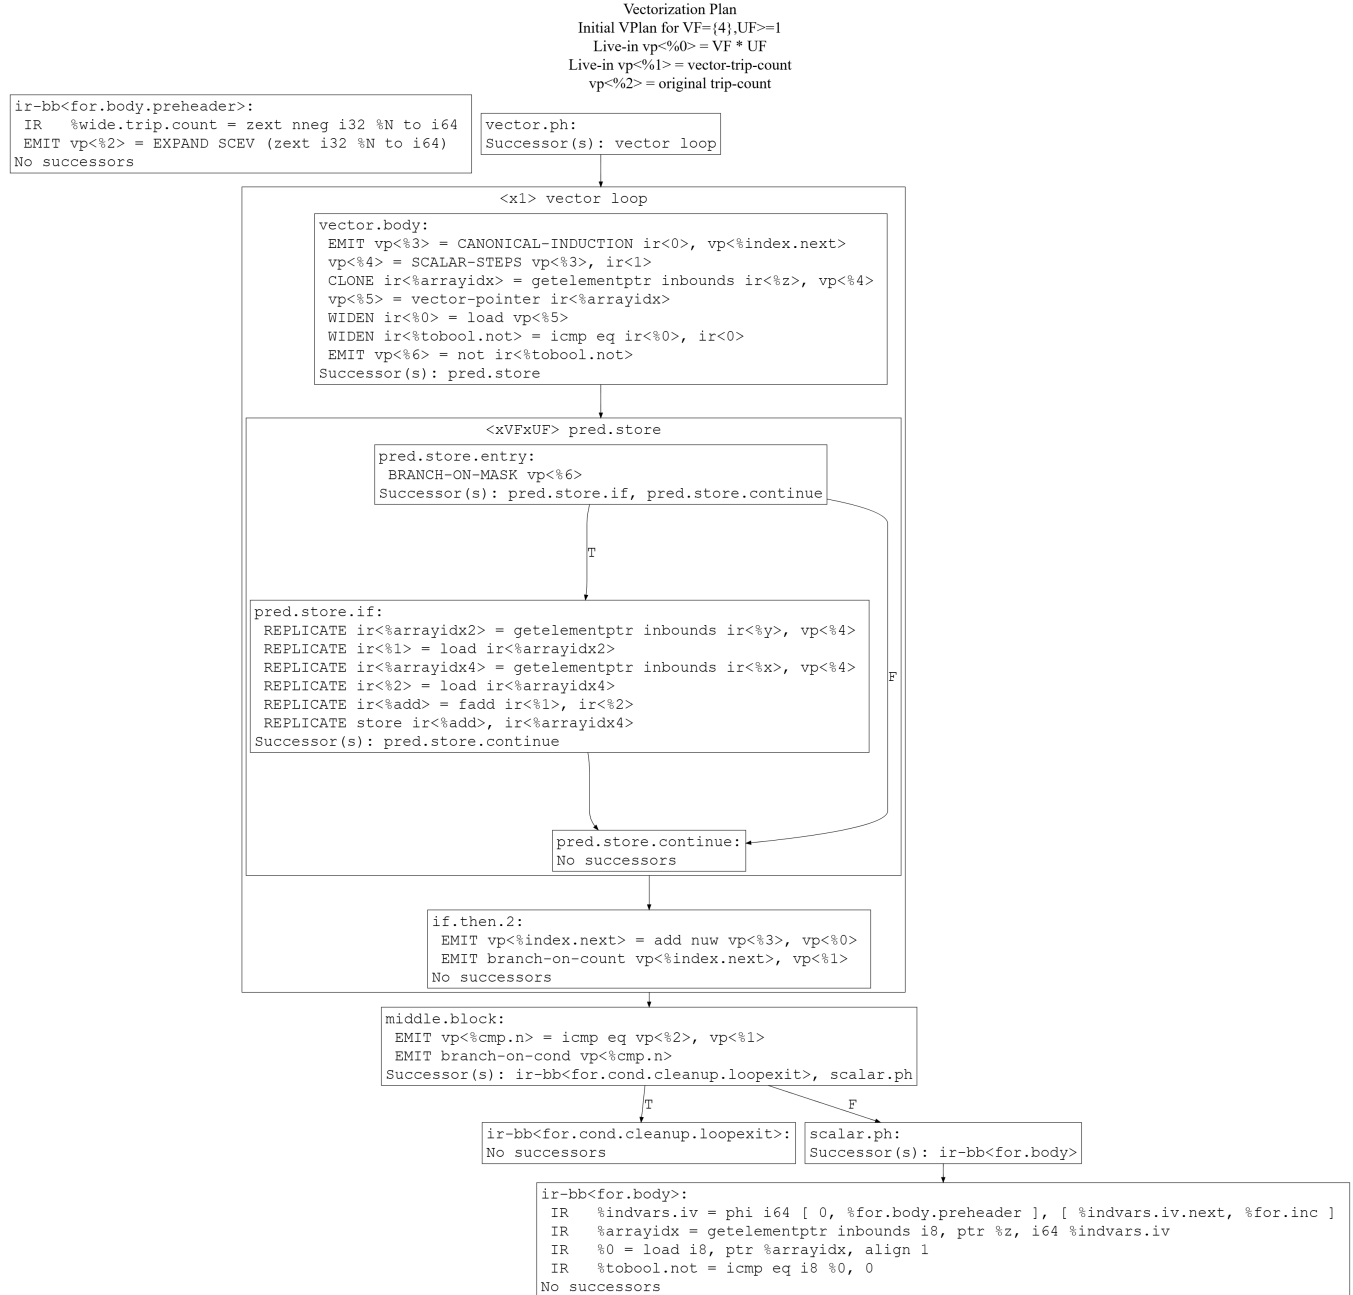 Vectorization Plan
Initial VPlan for VF={4},UF>=1
Live-in vp<%0> = VF * UF
Live-in vp<%1> = vector-trip-count
vp<%2> = original trip-count
ir-bb<for.body.preheader>:
IR   %wide.trip.count = zext nneg i32 %N to i64
EMIT vp<%2> = EXPAND SCEV (zext i32 %N to i64)
No successors
vector.ph:
Successor(s): vector loop
<x1> vector loop
vector.body:
EMIT vp<%3> = CANONICAL-INDUCTION ir<0>, vp<%index.next>
vp<%4> = SCALAR-STEPS vp<%3>, ir<1>
CLONE ir<%arrayidx> = getelementptr inbounds ir<%z>, vp<%4>
vp<%5> = vector-pointer ir<%arrayidx>
WIDEN ir<%0> = load vp<%5>
WIDEN ir<%tobool.not> = icmp eq ir<%0>, ir<0>
EMIT vp<%6> = not ir<%tobool.not>
Successor(s): pred.store
<xVFxUF> pred.store
pred.store.entry:
BRANCH-ON-MASK vp<%6>
Successor(s): pred.store.if, pred.store.continue
T
pred.store.if:
REPLICATE ir<%arrayidx2> = getelementptr inbounds ir<%y>, vp<%4>
REPLICATE ir<%1> = load ir<%arrayidx2>
REPLICATE ir<%arrayidx4> = getelementptr inbounds ir<%x>, vp<%4>
REPLICATE ir<%2> = load ir<%arrayidx4>
REPLICATE ir<%add> = fadd ir<%1>, ir<%2>
REPLICATE store ir<%add>, ir<%arrayidx4>
Successor(s): pred.store.continue
F
pred.store.continue:
No successors
if.then.2:
EMIT vp<%index.next> = add nuw vp<%3>, vp<%0>
EMIT branch-on-count vp<%index.next>, vp<%1>
No successors
middle.block:
EMIT vp<%cmp.n> = icmp eq vp<%2>, vp<%1>
EMIT branch-on-cond vp<%cmp.n>
Successor(s): ir-bb<for.cond.cleanup.loopexit>, scalar.ph
T
F
ir-bb<for.cond.cleanup.loopexit>:
No successors
scalar.ph:
Successor(s): ir-bb<for.body>
ir-bb<for.body>:
IR   %indvars.iv = phi i64 [ 0, %for.body.preheader ], [ %indvars.iv.next, %for.inc ]
IR   %arrayidx = getelementptr inbounds i8, ptr %z, i64 %indvars.iv
IR   %0 = load i8, ptr %arrayidx, align 1
IR   %tobool.not = icmp eq i8 %0, 0
No successors